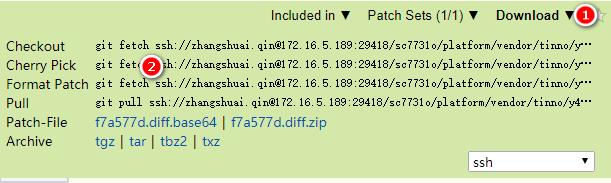 Included in ▼ Patch Sets (1/1) ▼ Download ▼ 1
Checkout git fetch ssh://zhangshuai.qin@172.16.5.189:29418/sc7731o/platform/vendor/tinno/y…
Cherry Pick git fetch ssh://zhangshuai.qin@172.16.5.189:29418/sc7731o/platform/vendor/tinno/y…
2
Format Patch git fetch ssh://zhangshuai.qin@172.16.5.189:29418/sc7731o/platform/vendor/tinno/y…
Pull git pull ssh://zhangshuai.qin@172.16.5.189:29418/sc7731o/platform/vendor/tinno/y4…
Patch-File f7a577d.diff.base64 | f7a577d.diff.zip
Archive tgz | tar | tbz2 | txz
ssh ▼